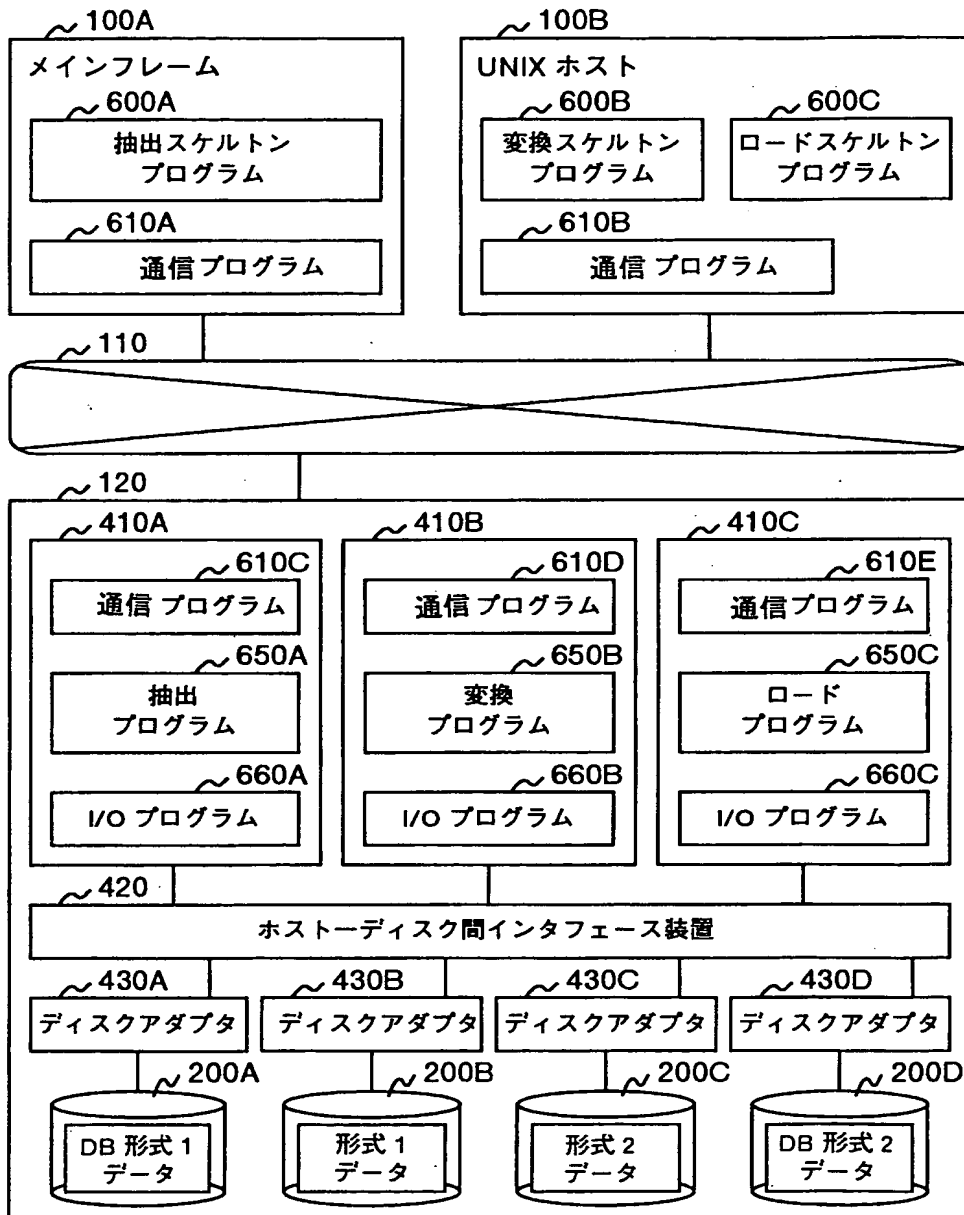 100A
100B
メインフレーム
UNIX ホスト
600A
600B
600C
抽出スケルトン
プログラム
変換スケルトン
プログラム
ロードスケルトン
プログラム
610A
610B
通信プログラム
通信プログラム
110
120
410A
410B
410C
610C
610D
610E
通信プログラム
通信プログラム
通信プログラム
650A
650B
650C
抽出
プログラム
変換
プログラム
ロード
プログラム
660A
660B
660C
I/O プログラム
I/O プログラム
I/O プログラム
420
ホストーディスク間インタフェース装置
430A
430B
430C
430D
ディスクアダプタ
ディスクアダプタ
ディスクアダプタ
ディスクアダプタ
200A
200B
200C
200D
DB 形式 1
データ
形式 1
データ
形式 2
データ
DB 形式 2
データ